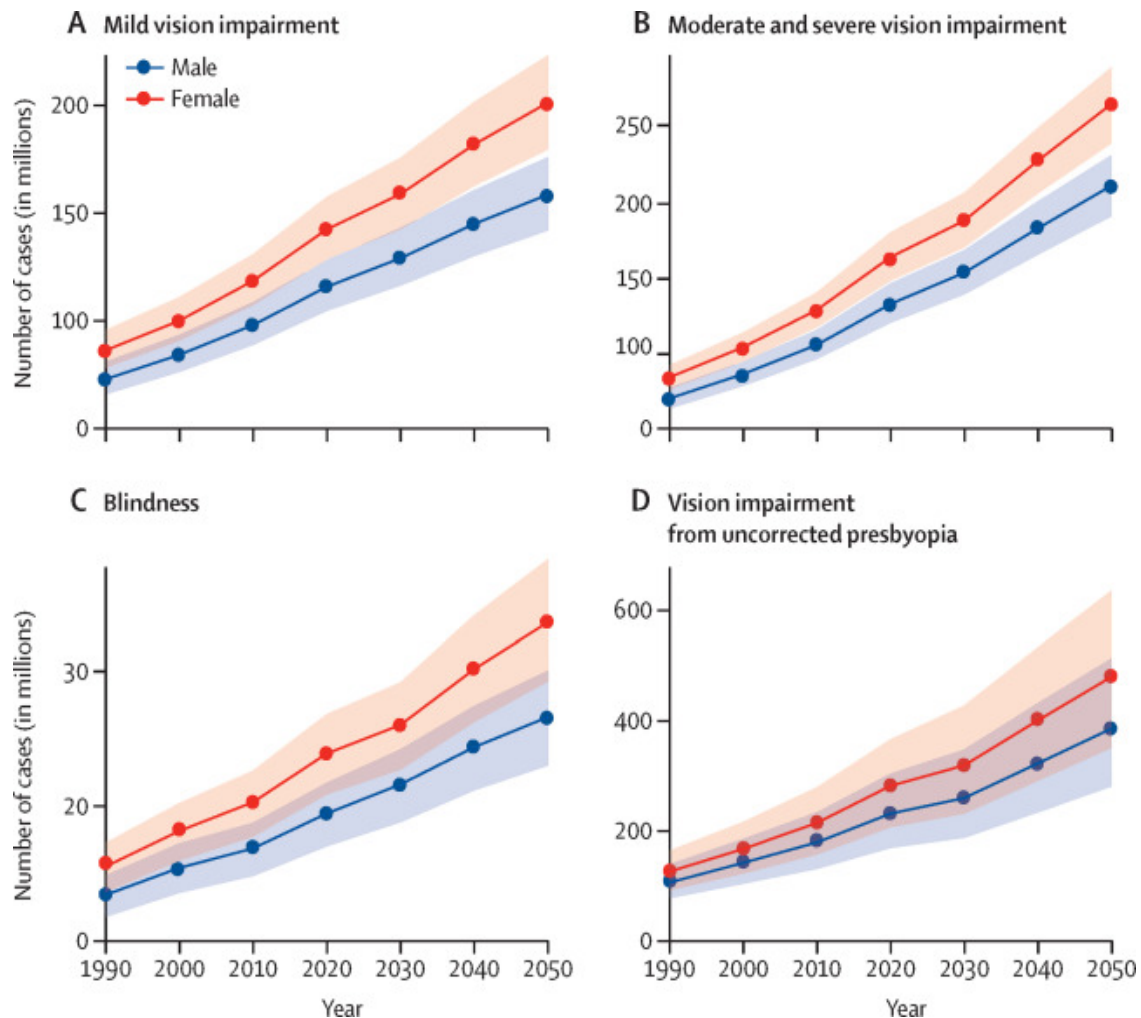 A Mild vision impairment
Male
Female
Number of cases (in millions)
200
150
100
0
B Moderate and severe vision impairment
250
200
150
100
0
C Blindness
Number of cases (in millions)
30
20
0
1990 2000 2010 2020 2030 2040 2050
Year
D Vision impairment
from uncorrected presbyopia
600
400
200
0
1990 2000 2010 2020 2030 2040 2050
Year